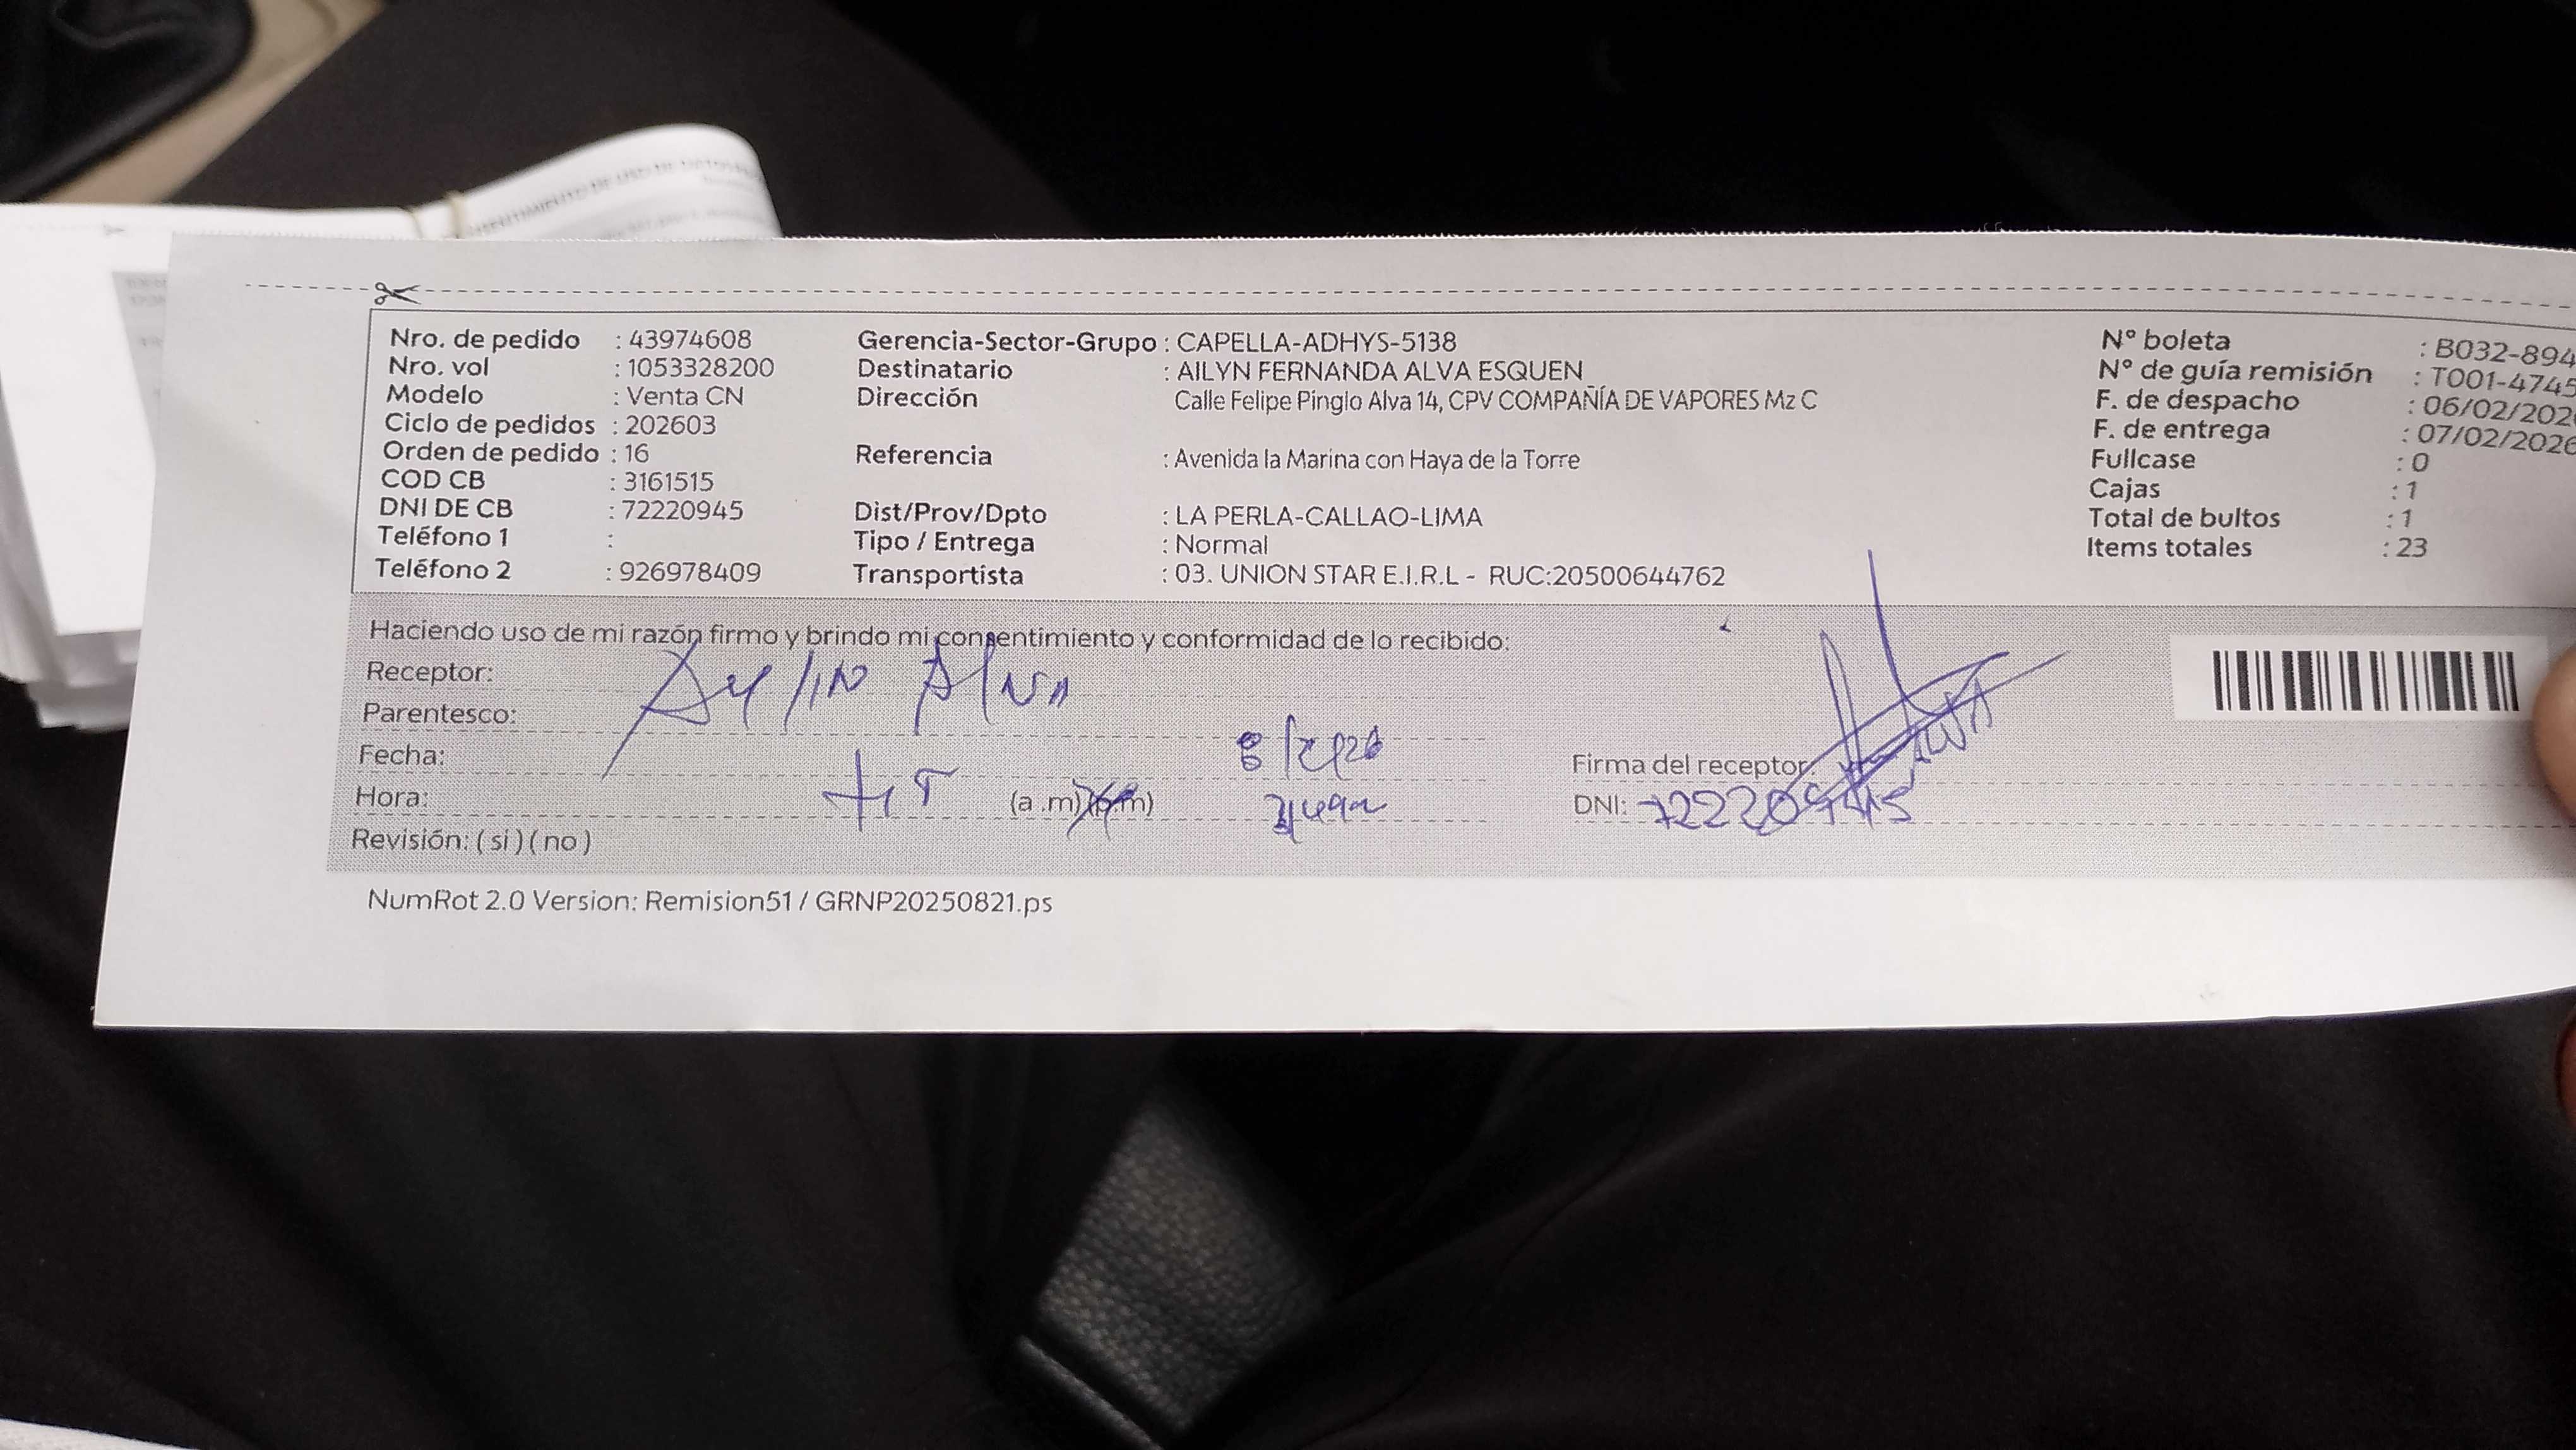 Nro. de pedido : 43974608
Nro. vol : 1053328200
Modelo : Venta CN
Ciclo de pedidos : 202603
Orden de pedido : 16
COD CB : 3161515
DNI DE CB : 72220945
Teléfono 1 :
Teléfono 2 : 926978409
Gerencia-Sector-Grupo : CAPELLA-ADHYS-5138
Destinatario : AILYN FERNANDA ALVA ESQUEN
Dirección Calle Felipe Pinglo Alva 14, CPV COMPAÑÍA DE VAPORES Mz C
Referencia : Avenida la Marina con Haya de la Torre
Dist/Prov/Dpto : LA PERLA-CALLAO-LIMA
Tipo / Entrega : Normal
Transportista : 03. UNION STAR E.I.R.L - RUC:20500644762
N° boleta : B032-894
N° de guía remisión : T001-4745
F. de despacho : 06/02/202
F. de entrega : 07/02/2026
Fullcase : 0
Cajas : 1
Total de bultos : 1
Items totales : 23
Haciendo uso de mi razón firmo y brindo mi consentimiento y conformidad de lo recibido:
Receptor: Aylin Alva
Parentesco:
Fecha: 8/2/26
Hora: (a .m) (p.m)
Revisión: ( si ) ( no )
Firma del receptor:
DNI: 72220945
NumRot 2.0 Version: Remision51 / GRNP20250821.ps